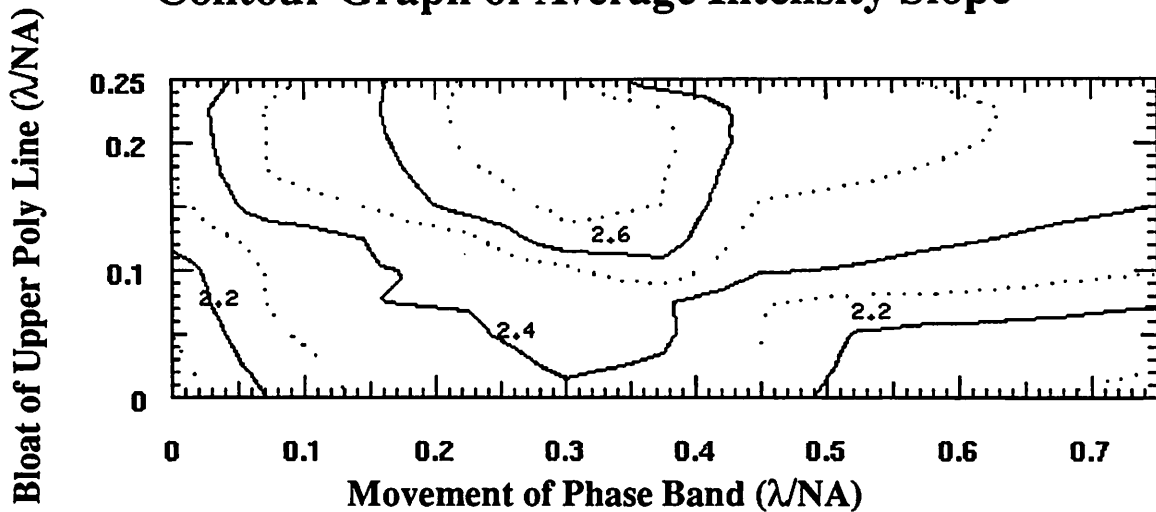 Contour Graph of Average Intensity Slope
Bloat of Upper Poly Line (λ/NA)
0.25
0.2
0.1
0
2.6
2.2
2.4
2.2
0 0.1 0.2 0.3 0.4 0.5 0.6 0.7
Movement of Phase Band (λ/NA)